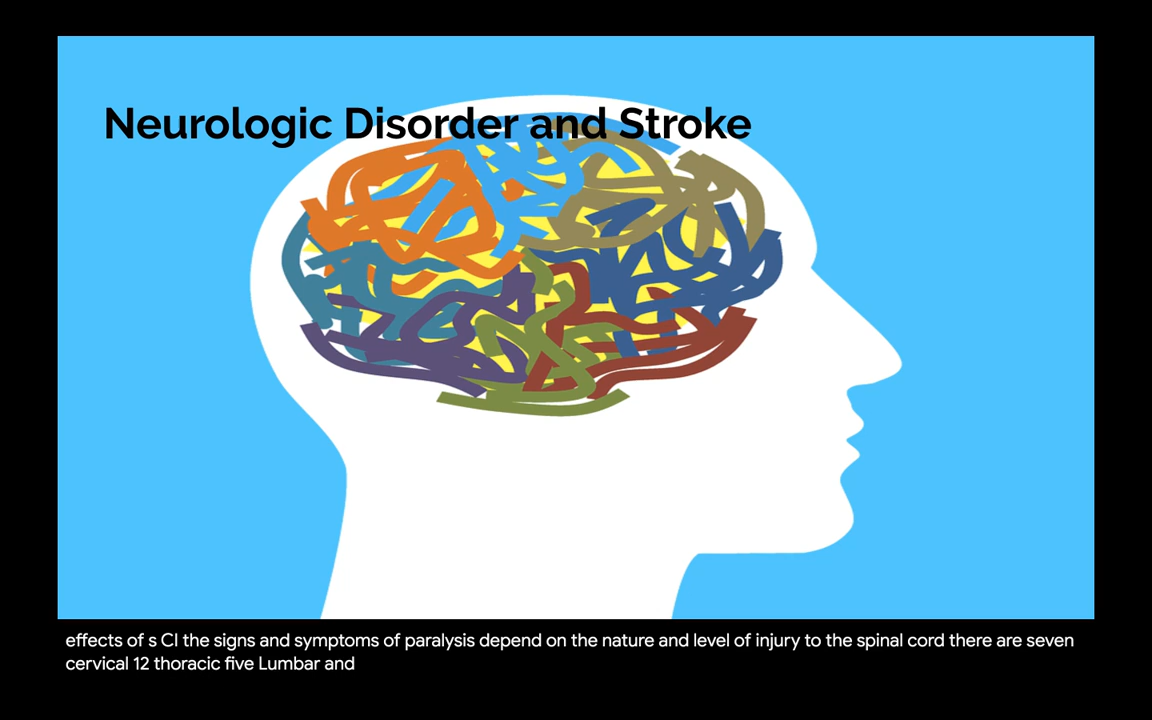 Neurologic Disorder and Stroke
effects of s CI the signs and symptoms of paralysis depend on the nature and level of injury to the spinal cord there are seven
cervical 12 thoracic five Lumbar and